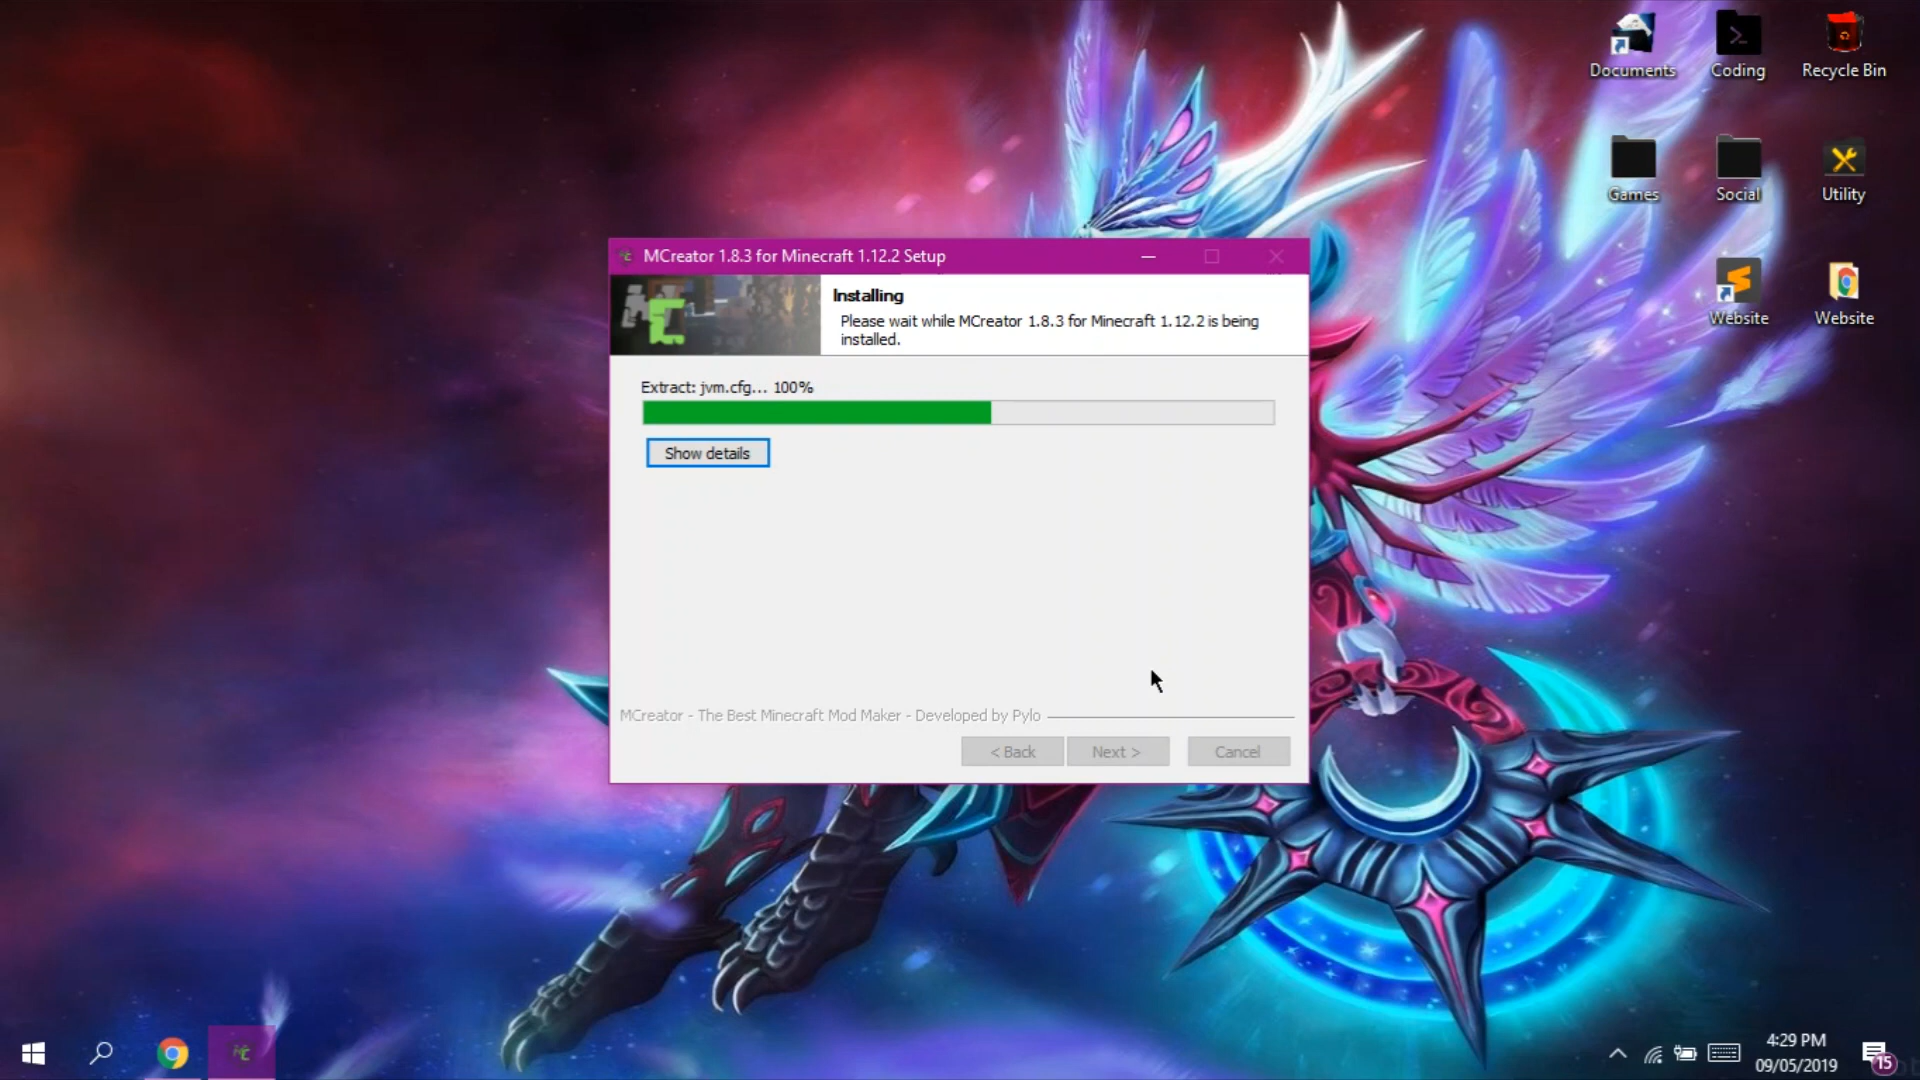 Documents
Coding
Recycle Bin
Games
Social
Utility
Website
Website
MCreator 1.8.3 for Minecraft 1.12.2 Setup
Installing
Please wait while MCreator 1.8.3 for Minecraft 1.12.2 is being
installed.
Extract: jvm.cfg... 100%
Show details
MCreator - The Best Minecraft Mod Maker - Developed by Pylo
< Back
Next >
Cancel
4:29 PM
09/05/2019
15